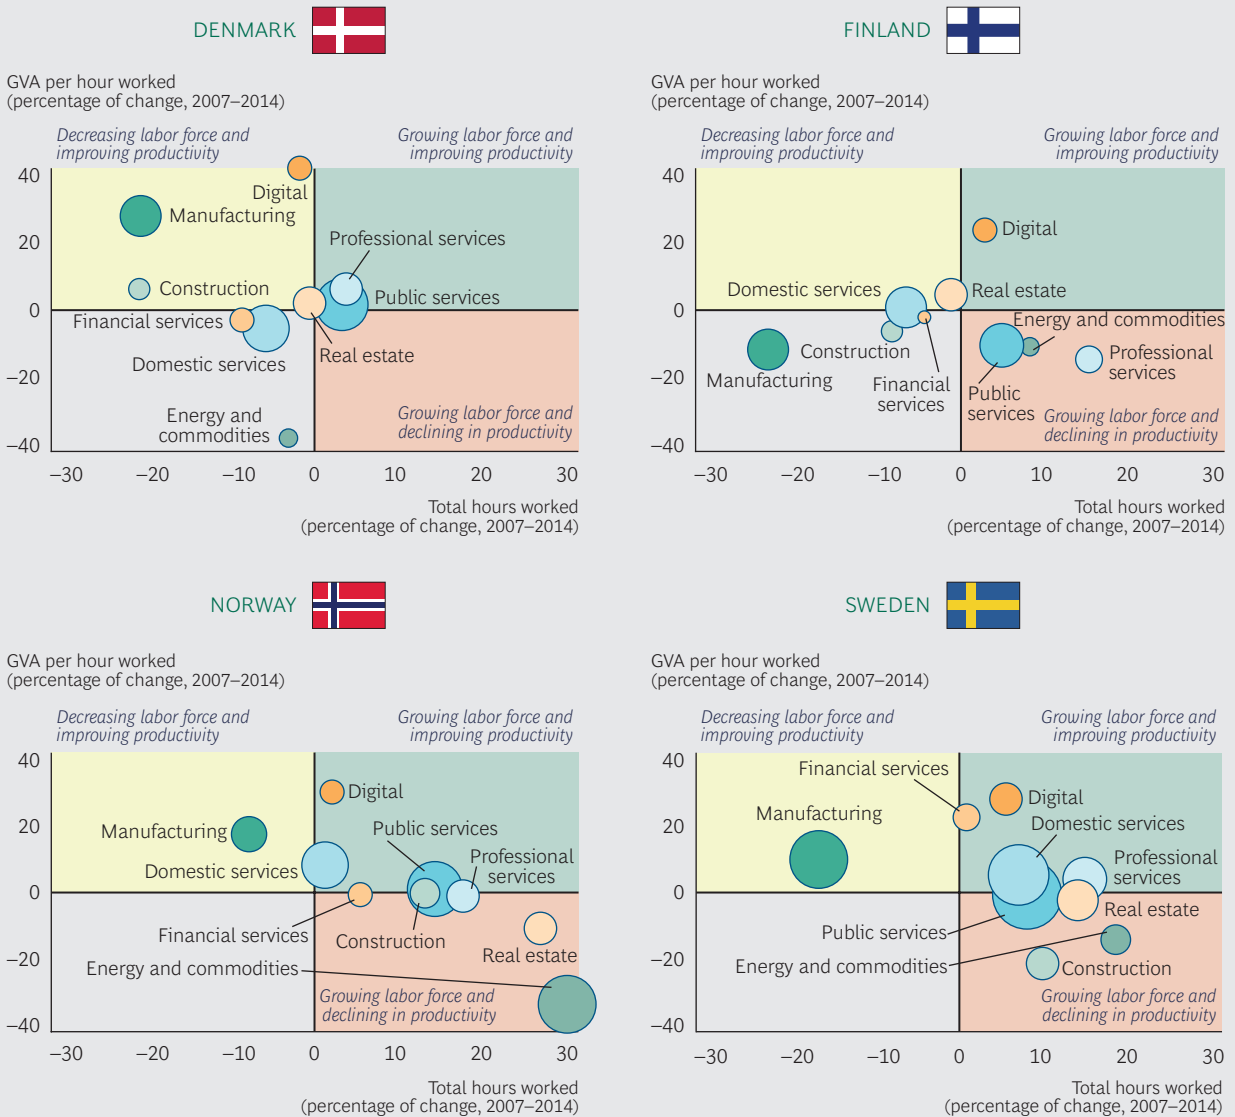 DENMARK
GVA per hour worked
(percentage of change, 2007–2014)
Decreasing labor force and
improving productivity
Growing labor force and
improving productivity
40
20
0
–20
–40
Digital
Manufacturing
Professional services
Construction
Public services
Financial services
Real estate
Domestic services
Energy and
commodities
Growing labor force and
declining in productivity
–30
–20
–10
0
10
20
30
Total hours worked
(percentage of change, 2007–2014)
FINLAND
GVA per hour worked
(percentage of change, 2007–2014)
Decreasing labor force and
improving productivity
Growing labor force and
improving productivity
40
20
0
–20
–40
Digital
Domestic services
Real estate
Energy and commodities
Construction
Professional
services
Manufacturing
Financial
services
Public
services
Growing labor force and
declining in productivity
–30
–20
–10
0
10
20
30
Total hours worked
(percentage of change, 2007–2014)
NORWAY
GVA per hour worked
(percentage of change, 2007–2014)
Decreasing labor force and
improving productivity
Growing labor force and
improving productivity
40
20
0
–20
–40
Digital
Manufacturing
Public services
Domestic services
Professional
services
Financial services
Construction
Real estate
Energy and commodities
Growing labor force and
declining in productivity
–30
–20
–10
0
10
20
30
Total hours worked
(percentage of change, 2007–2014)
SWEDEN
GVA per hour worked
(percentage of change, 2007–2014)
Decreasing labor force and
improving productivity
Growing labor force and
improving productivity
40
20
0
–20
–40
Financial services
Digital
Manufacturing
Domestic services
Professional
services
Real estate
Public services
Energy and commodities
Construction
Growing labor force and
declining in productivity
–30
–20
–10
0
10
20
30
Total hours worked
(percentage of change, 2007–2014)